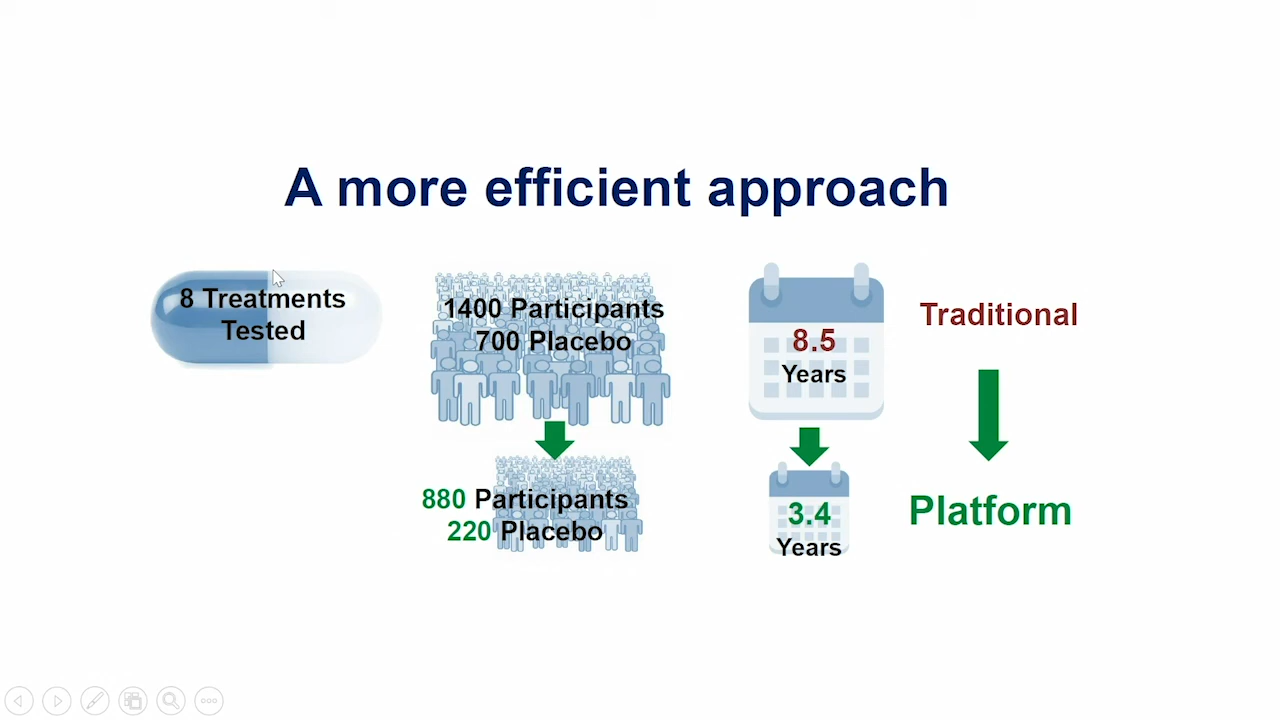 A more efficient approach
8 Treatments
Tested
1400 Participants
700 Placebo
8.5
Years
Traditional
880 Participants
220 Placebo
3.4
Years
Platform